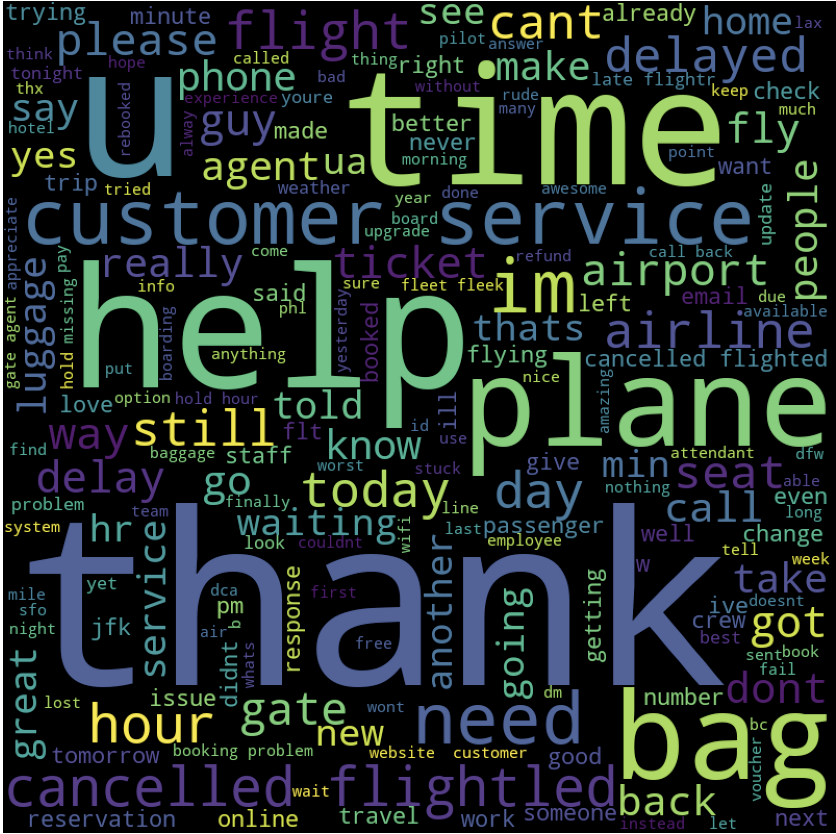 trying minute flight see cant already home lax
think please u time make delayed
tonight hope called phone thing right pilot answer late flightr
thx experience youre bad without rude keep check
say rebooked guy made better many much fly
hotel alway never
yes agent ua morning want point people
trip tried weather year done awesome update
customer service board
appreciate upgrade call back
really come ticket refund airport
luggage info said sure fleet fleek im left email due
gate agent missing pay phl yesterday available
hold boarding help booked thats airline
anything flying cancelled flighted
put option hold hour nice plane amazing
love told ill id use
way still flt know give min attendant dfw
find baggage staff worst stuck nothing seat able
delay go today day even
problem team finally line call long
system hr waiting look last passenger well change
thank couldnt wifi employee w tell week
mile yet dca first another take
sfo service pm response getting ive doesnt
night jfk air b free going crew best got
great didnt whats sent book
lost issue dm fail
hour gate new wont need number dont
tomorrow booking problem website customer good bag bc
cancelled flightled wait back voucher
reservation online travel work someone instead let next